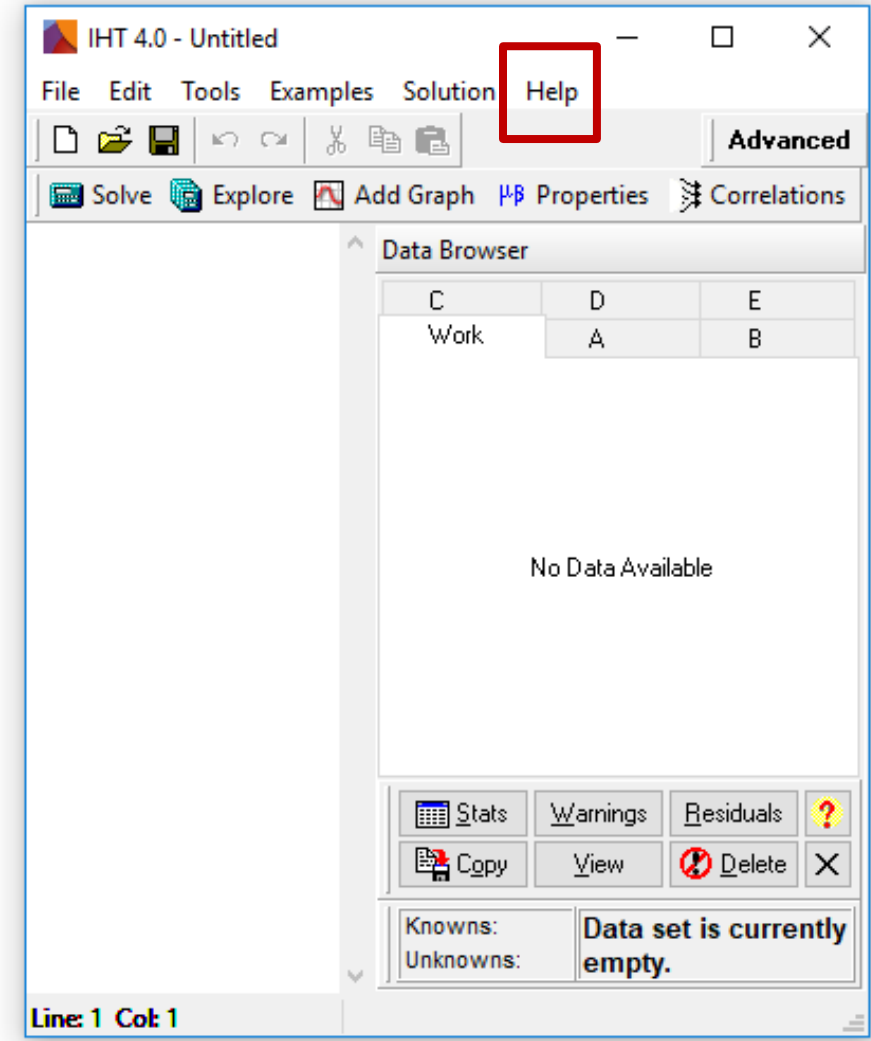 IHT 4.0 - Untitled
File Edit Tools Examples Solution Help
Advanced
Solve Explore Add Graph μβ Properties Correlations
Data Browser
C D E
Work A B
No Data Available
Stats Warnings Residuals ?
Copy View Delete
Knowns: Data set is currently
Unknowns: empty.
Line: 1 Col: 1